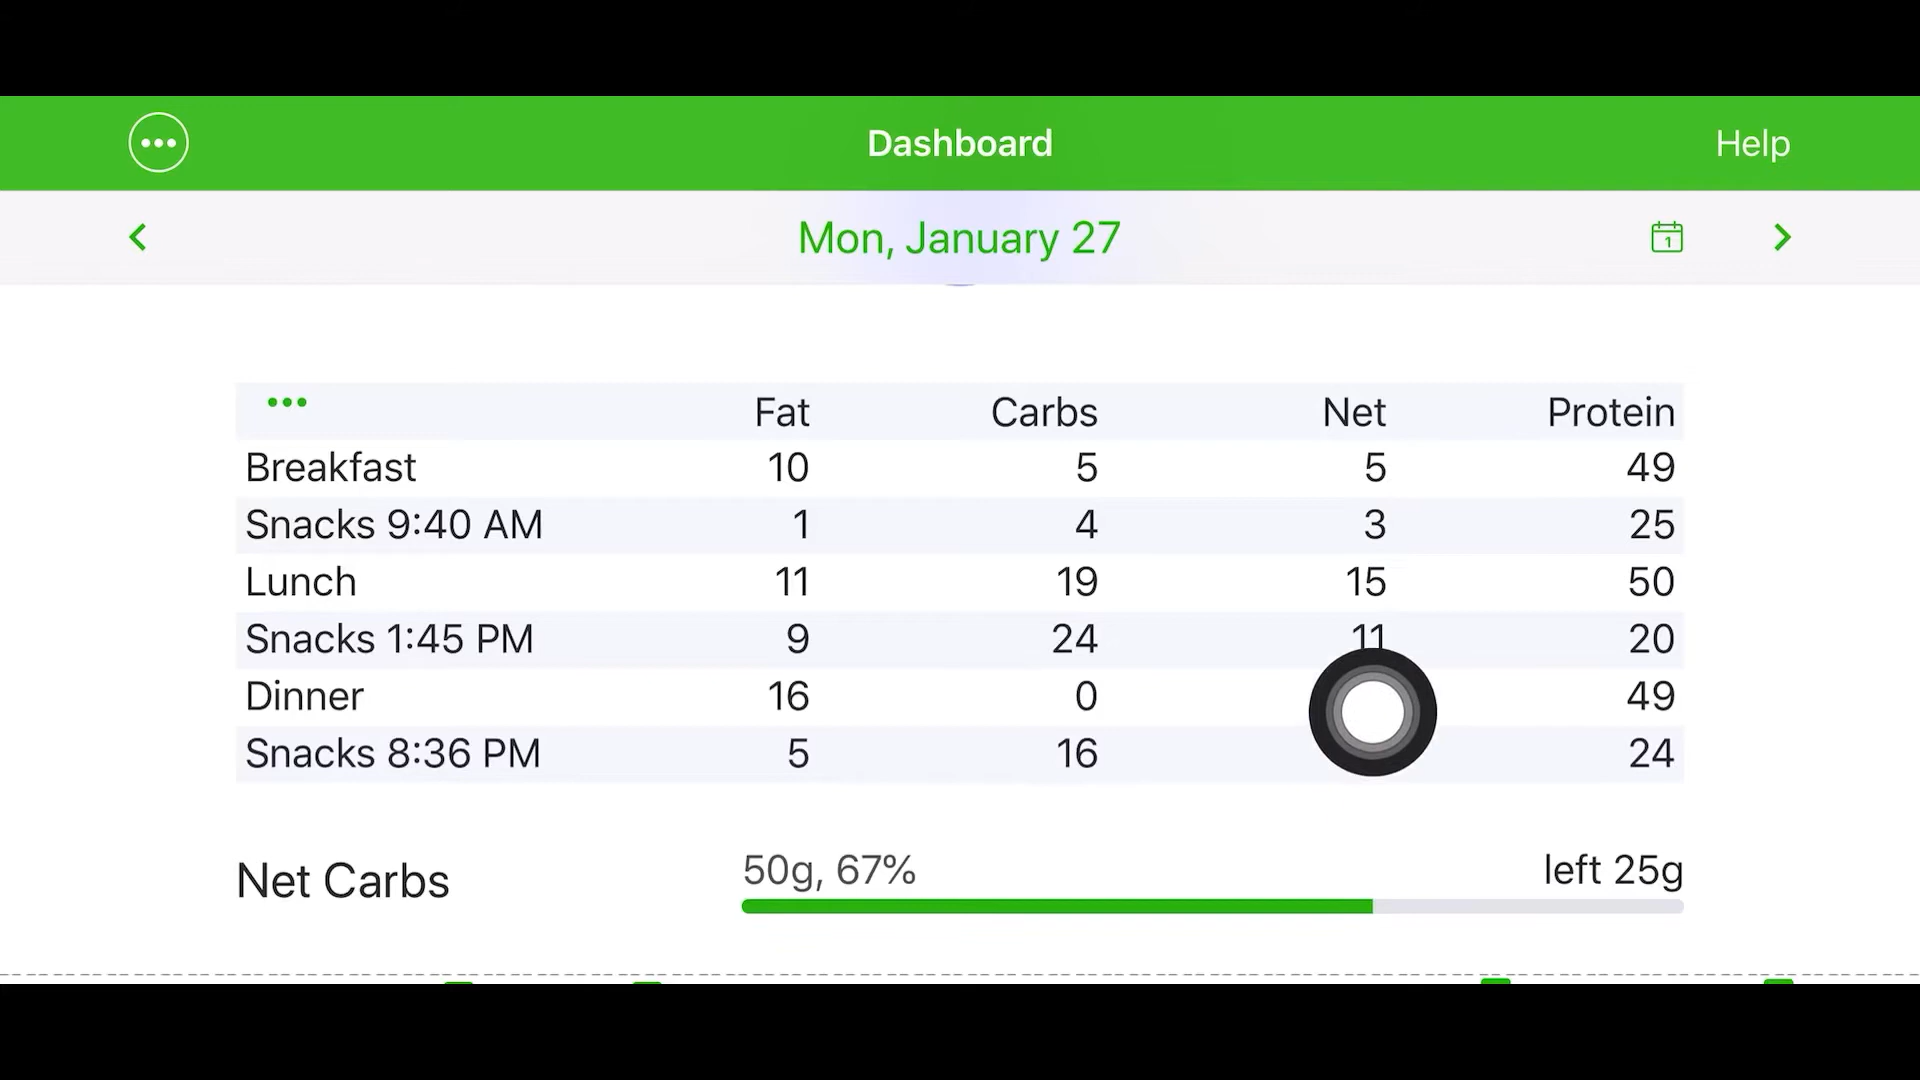 Dashboard Help
Mon, January 27 1
Fat Carbs Net Protein
Breakfast 10 5 5 49
Snacks 9:40 AM 1 4 3 25
Lunch 11 19 15 50
Snacks 1:45 PM 9 24 11 20
Dinner 16 0 49
Snacks 8:36 PM 5 16 24
Net Carbs 50g, 67% left 25g